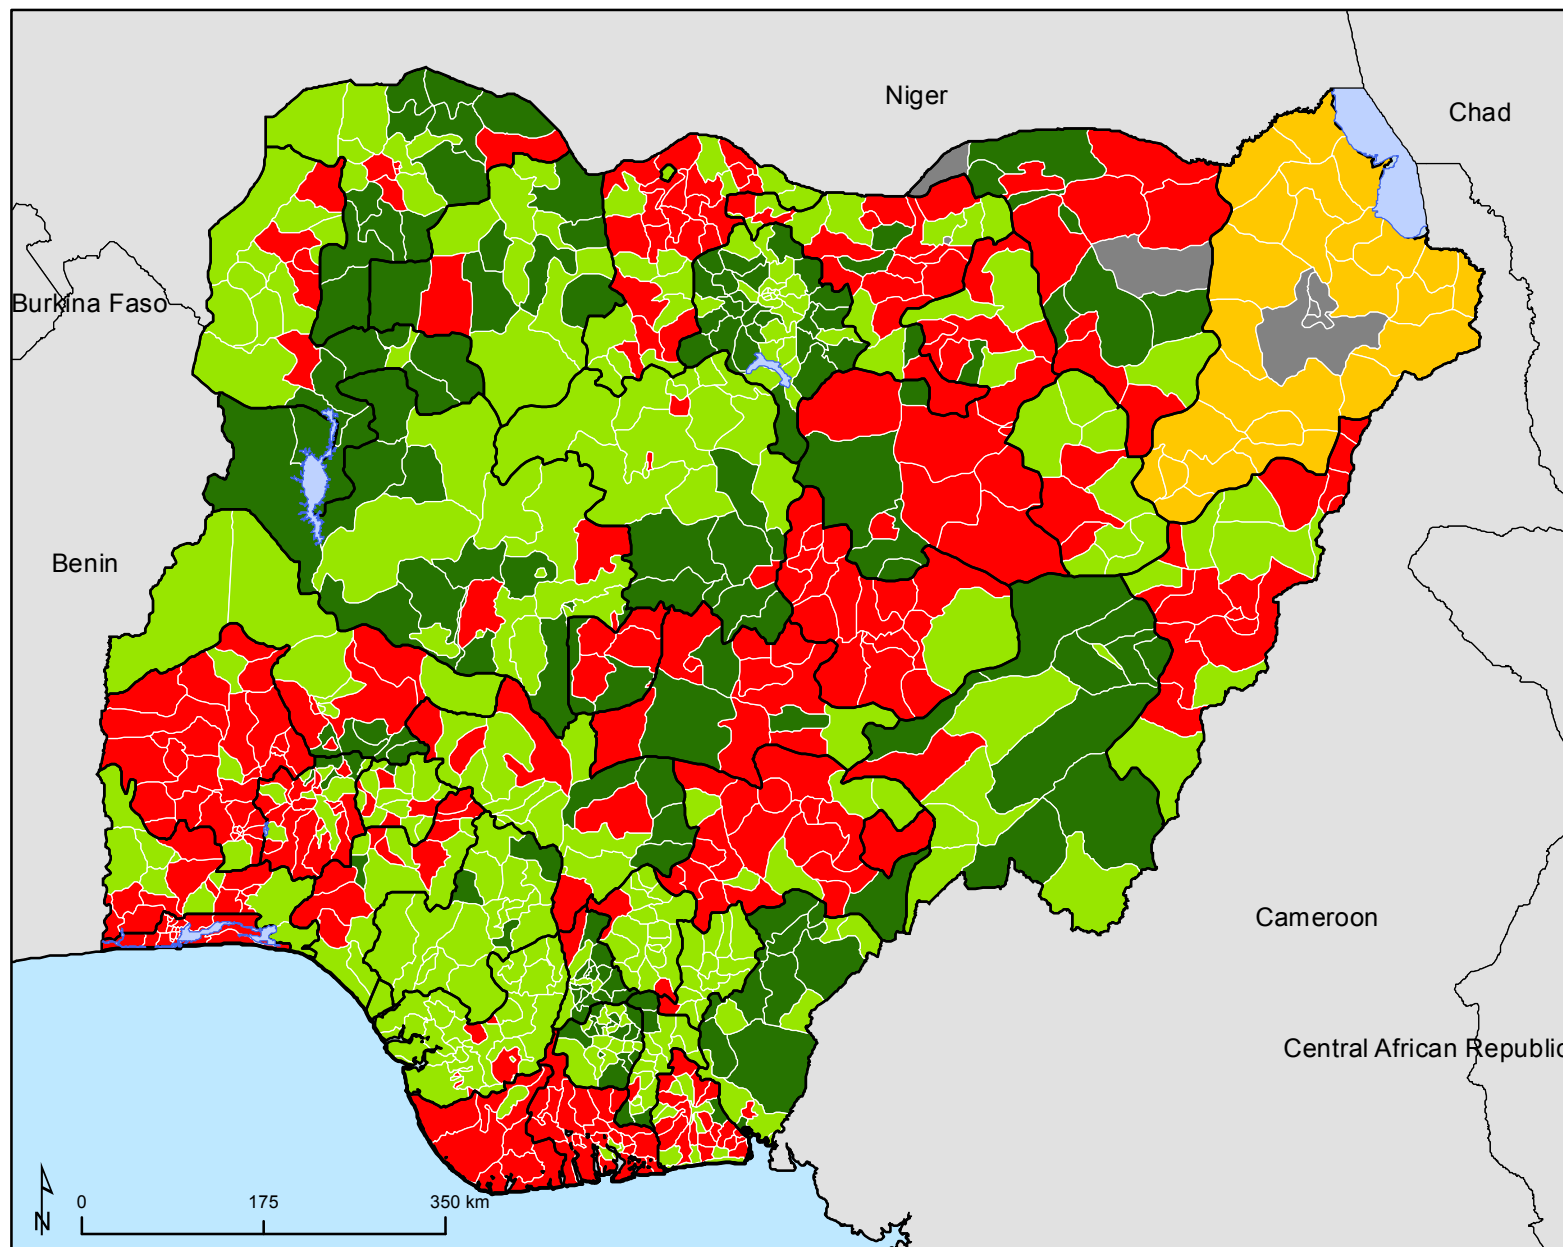 Niger
Chad
Burkina Faso
Benin
Cameroon
Central African Republic
0 175 350 km
N